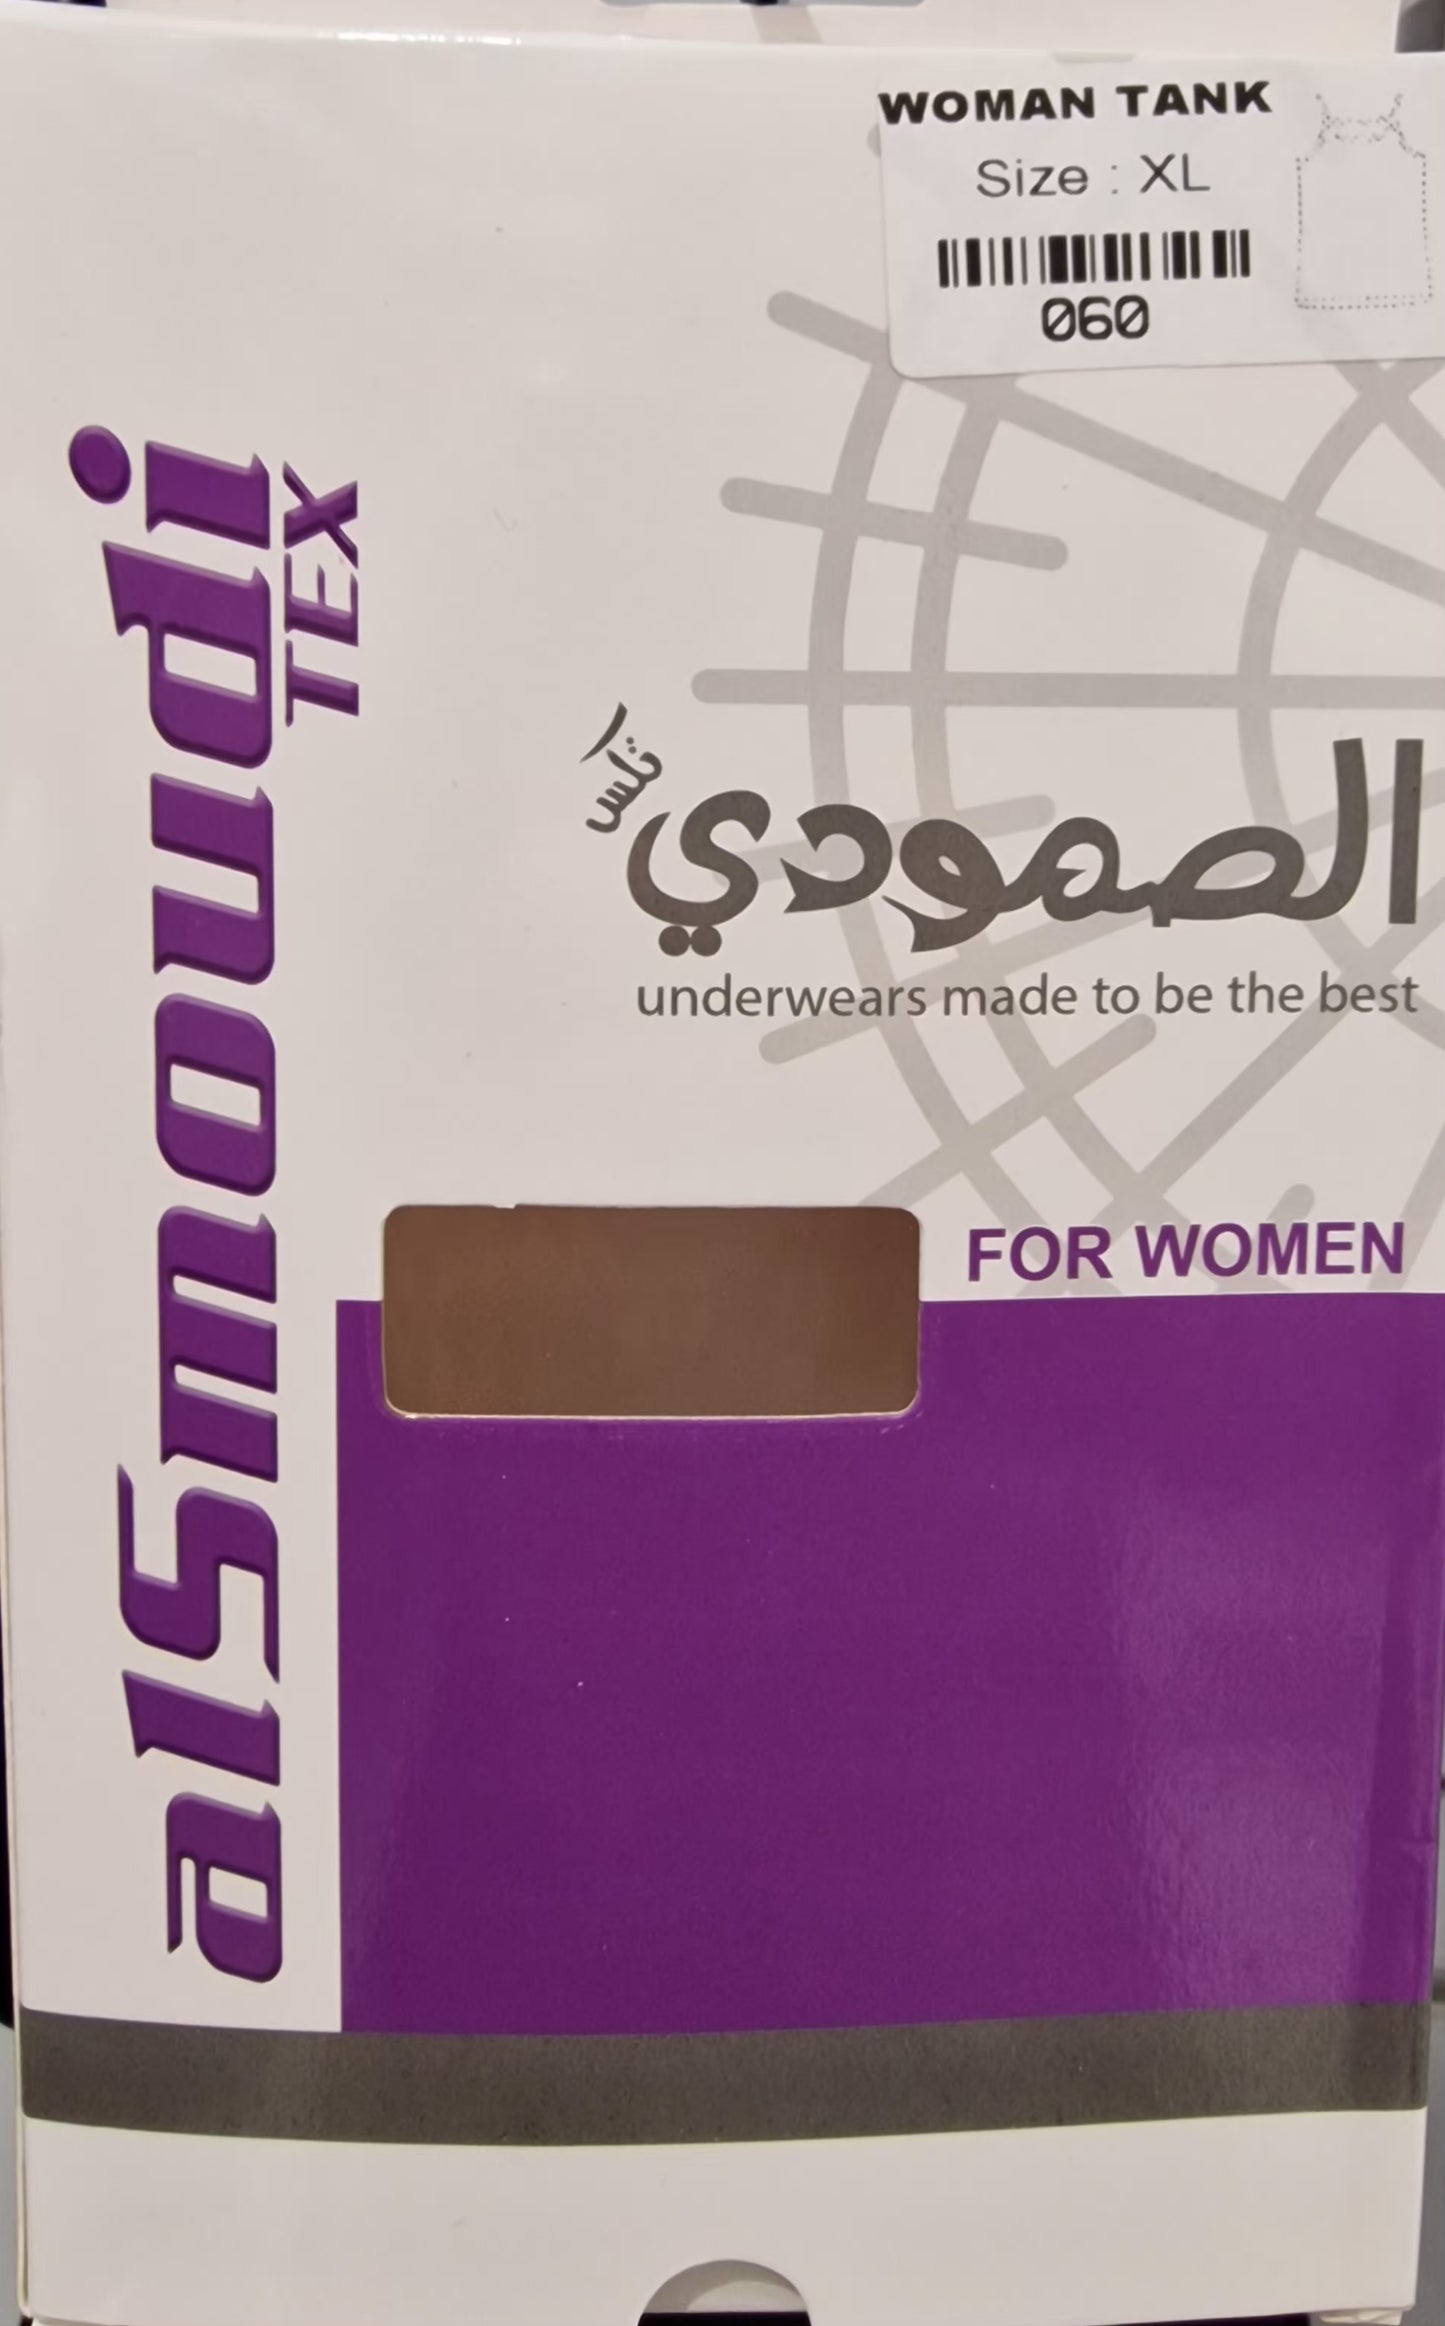 WOMAN TANK
Size : XL
060
alSmoudi
TEX
الصمودي
تكس
underwears made to be the best
FOR WOMEN